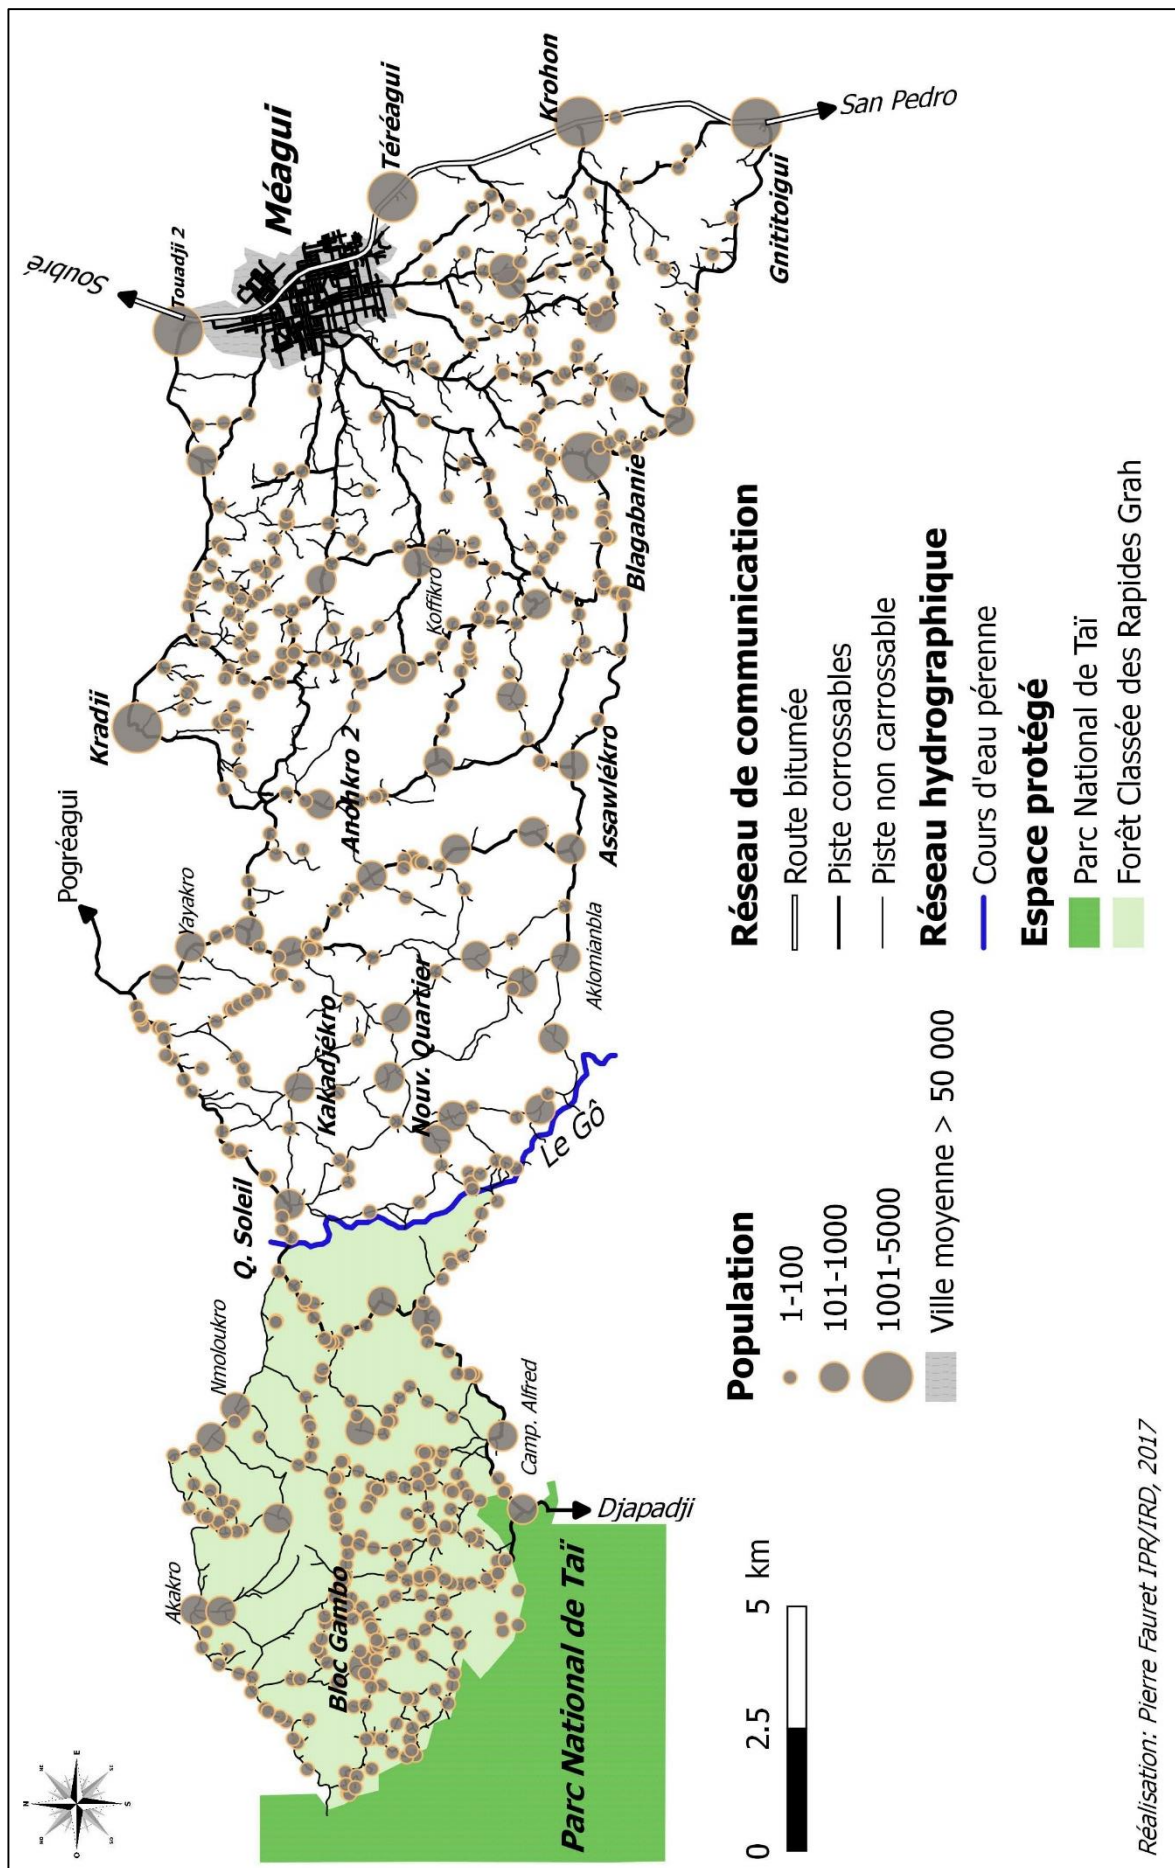 Soubré
Touadji 2
Méagui
Téréagui
Krohon
San Pedro
Gnititoigui
Kradji
Koffikro
Blagabanie
Pogréagui
Yayakro
Anohkro 2
Assawlékro
Kakadjékro
Nouv. Quartier
Aklomianbla
Q. Soleil
Le Gô
Nmoloukro
Camp. Alfred
Akakro
Bloc Gambo
Djapadji
Parc National de Taï
N
E
S
O
0 2.5 5 km
Population
1-100
101-1000
1001-5000
Ville moyenne > 50 000
Réseau de communication
Route bitumée
Piste corrossables
Piste non carrossable
Réseau hydrographique
Cours d'eau pérenne
Espace protégé
Parc National de Taï
Forêt Classée des Rapides Grah
Réalisation: Pierre Fauret IPR/IRD, 2017